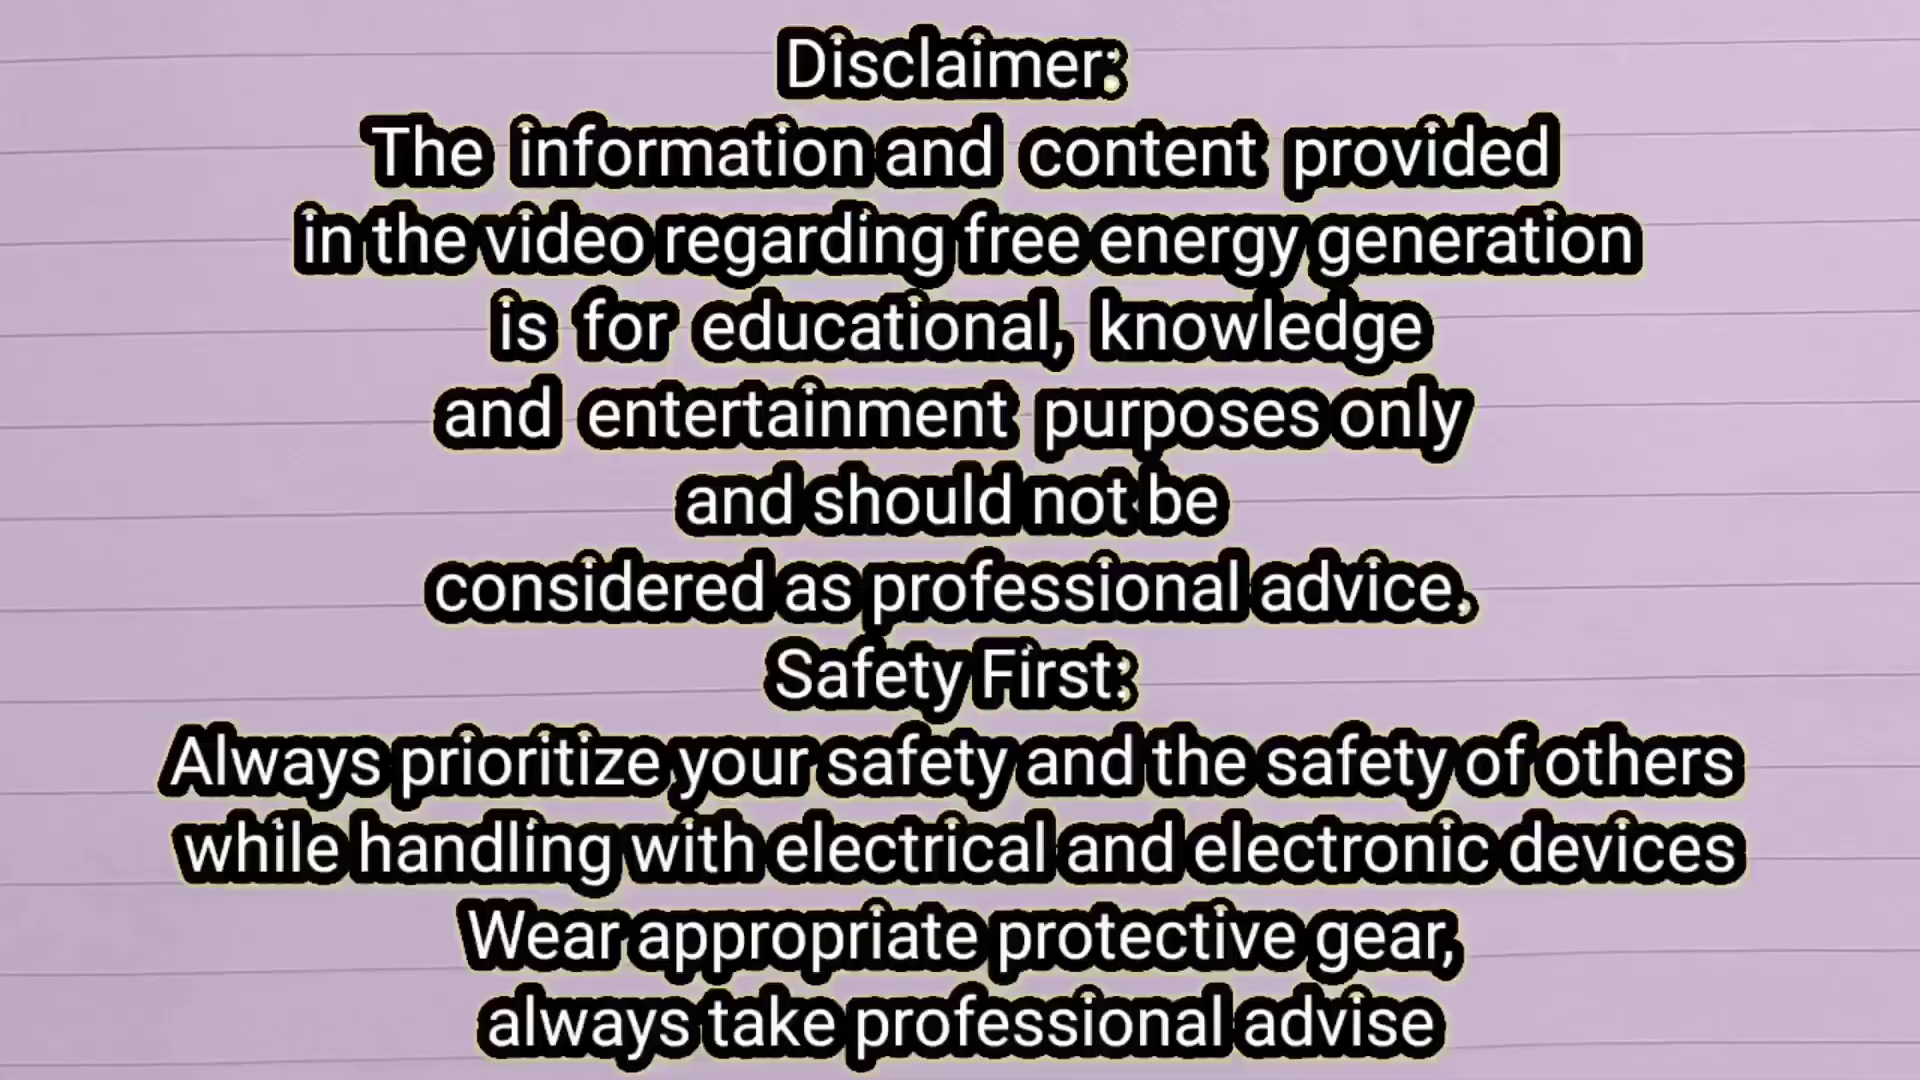 Disclaimer:
The information and content provided
in the video regarding free energy generation
is for educational, knowledge
and entertainment purposes only
and should not be
considered as professional advice.
Safety First:
Always prioritize your safety and the safety of others
while handling with electrical and electronic devices
Wear appropriate protective gear,
always take professional advise